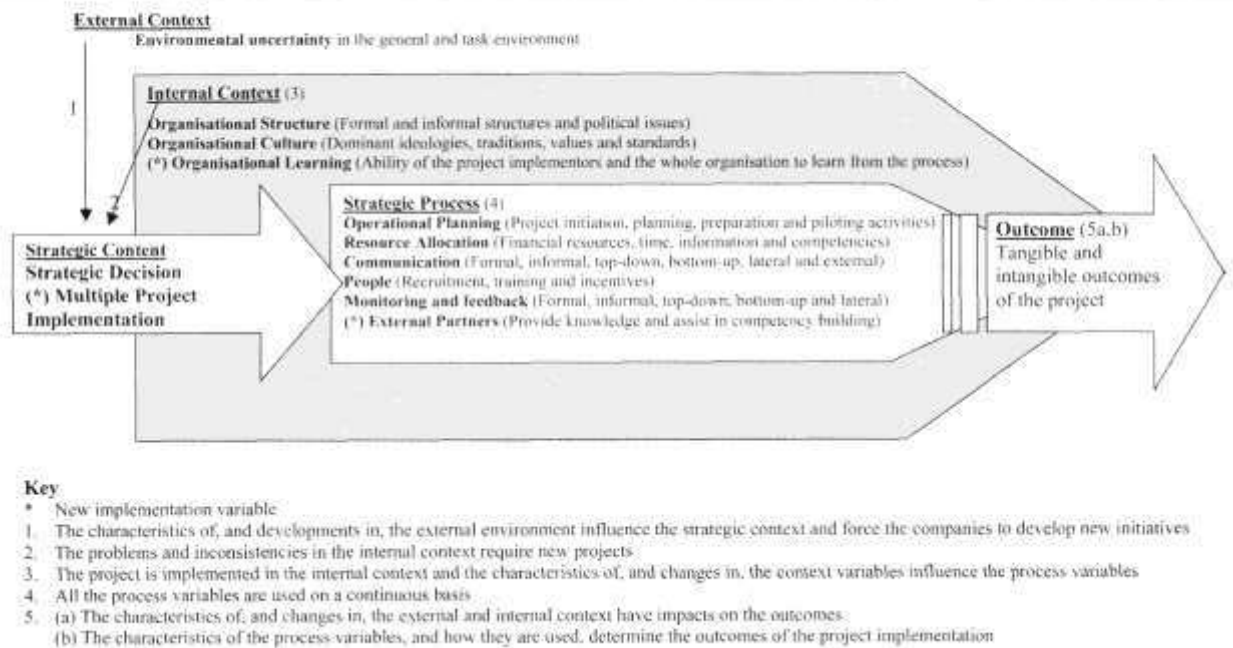 External Context
Environmental uncertainty in the general and task environment
1
Internal Context (3)
Organisational Structure (Formal and informal structures and political issues)
Organisational Culture (Dominant ideologies, traditions, values and standards)
(*) Organisational Learning (Ability of the project implementors and the whole organisation to learn from the process)
2
Strategic Content
Strategic Decision
(*) Multiple Project
Implementation
Strategic Process (4)
Operational Planning (Project initiation, planning, preparation and piloting activities)
Resource Allocation (Financial resources, time, information and competencies)
Communication (Formal, informal, top-down, bottom-up, lateral and external)
People (Recruitment, training and incentives)
Monitoring and feedback (Formal, informal, top-down, bottom-up and lateral)
(*) External Partners (Provide knowledge and assist in competency building)
Outcome (5a,b)
Tangible and
intangible outcomes
of the project
Key
* New implementation variable
1. The characteristics of, and developments in, the external environment influence the strategic context and force the companies to develop new initiatives
2. The problems and inconsistencies in the internal context require new projects
3. The project is implemented in the internal context and the characteristics of, and changes in, the context variables influence the process variables
4. All the process variables are used on a continuous basis
5. (a) The characteristics of, and changes in, the external and internal context have impacts on the outcomes
(b) The characteristics of the process variables, and how they are used, determine the outcomes of the project implementation